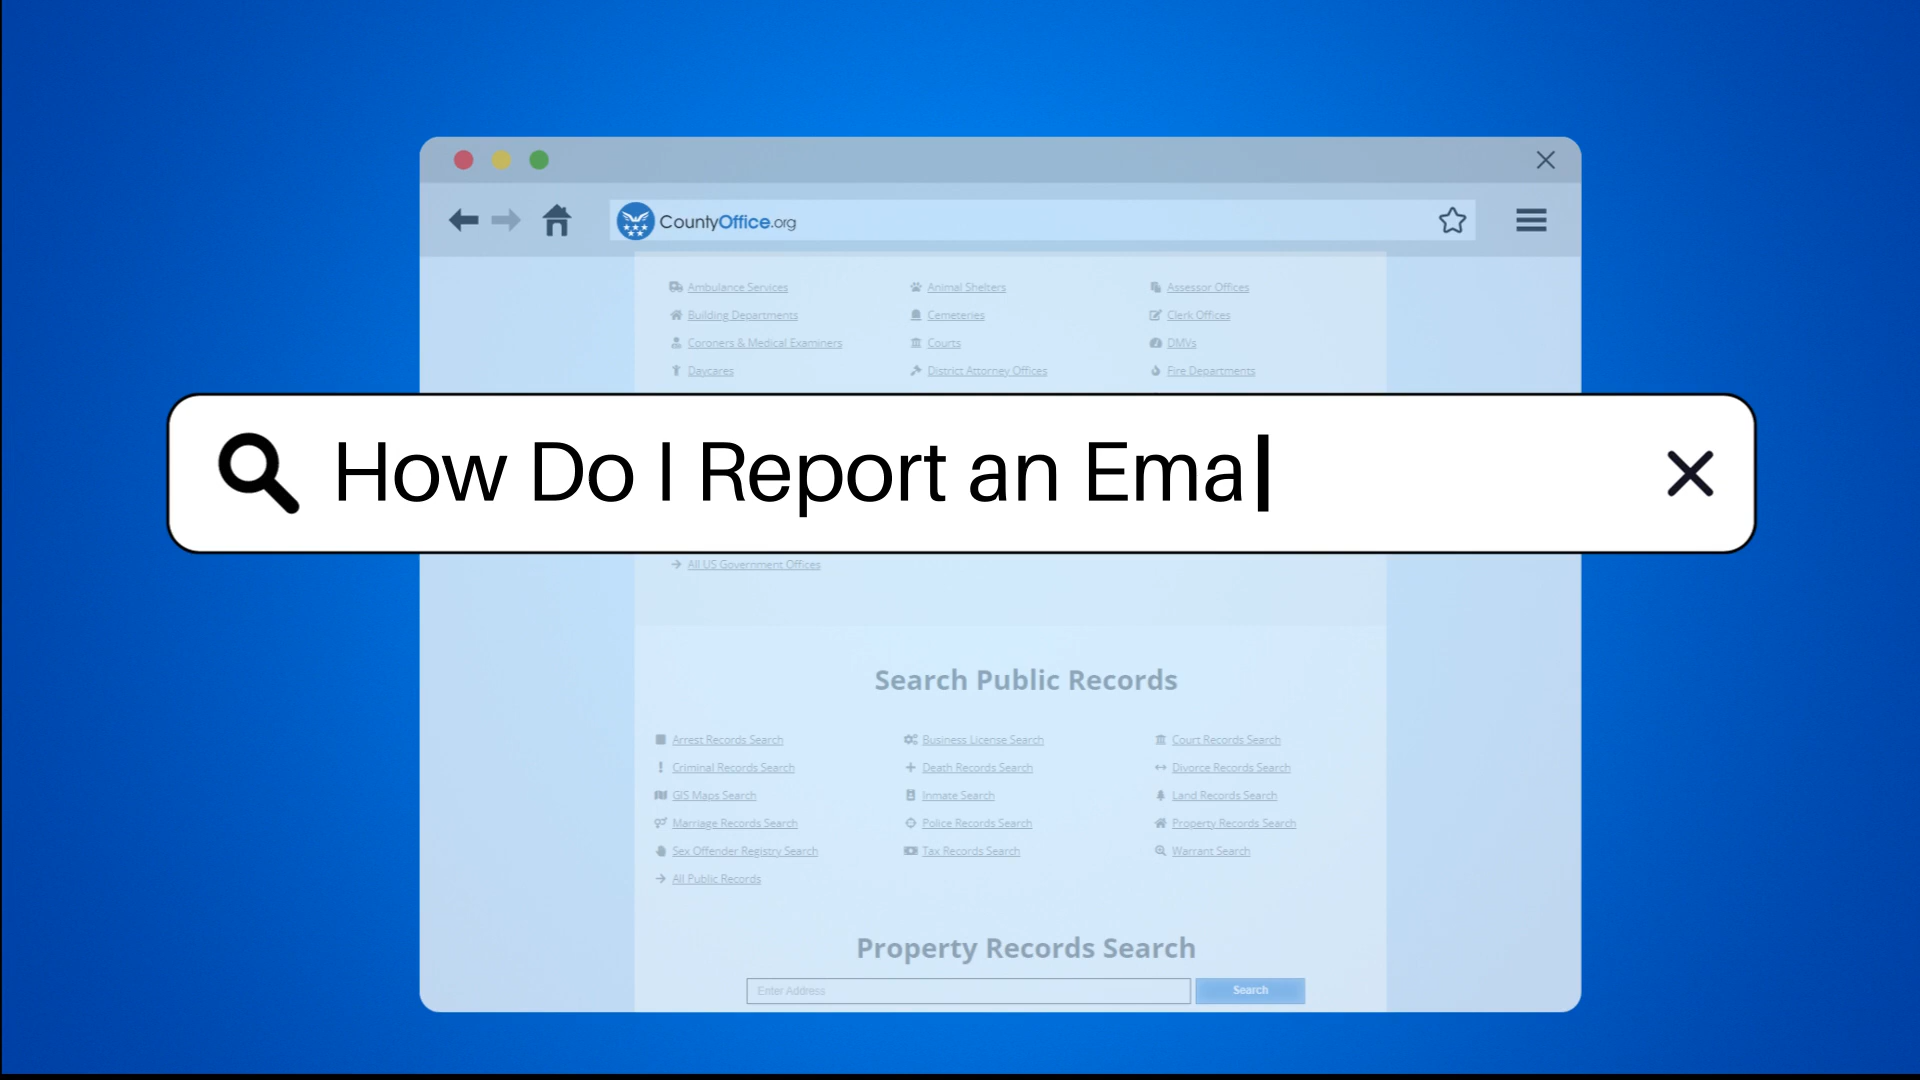 CountyOffice.org
Ambulance Services Animal Shelters Assessor Offices
Building Departments Cemeteries Clerk Offices
Coroners & Medical Examiners Courts DMVs
Daycares District Attorney Offices Fire Departments
How Do I Report an Ema
All US Government Offices
Search Public Records
Arrest Records Search Business License Search Court Records Search
Criminal Records Search Death Records Search Divorce Records Search
GIS Maps Search Inmate Search Land Records Search
Marriage Records Search Police Records Search Property Records Search
Sex Offender Registry Search Tax Records Search Warrant Search
All Public Records
Property Records Search
Enter Address Search